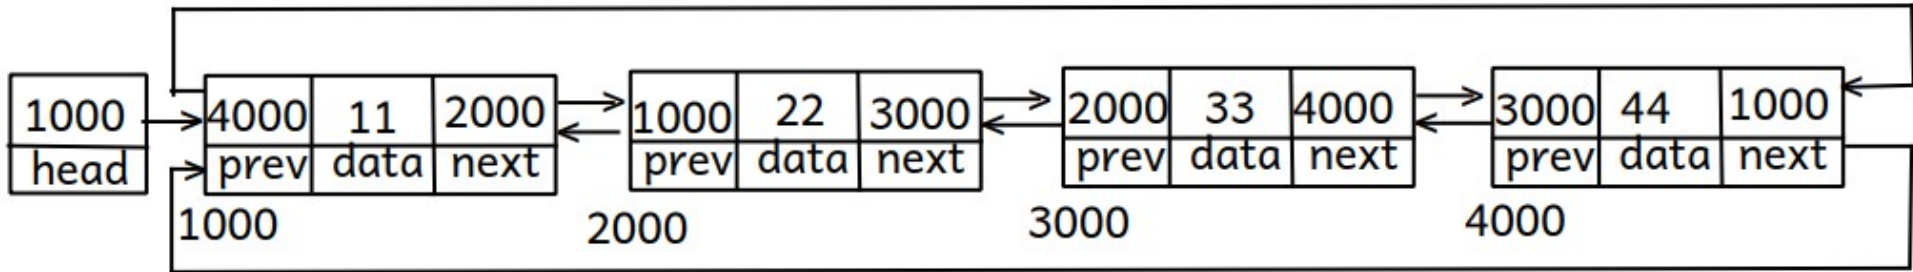 1000 4000 11 2000 1000 22 3000 2000 33 4000 3000 44 1000
head prev data next prev data next prev data next prev data next
1000 2000 3000 4000